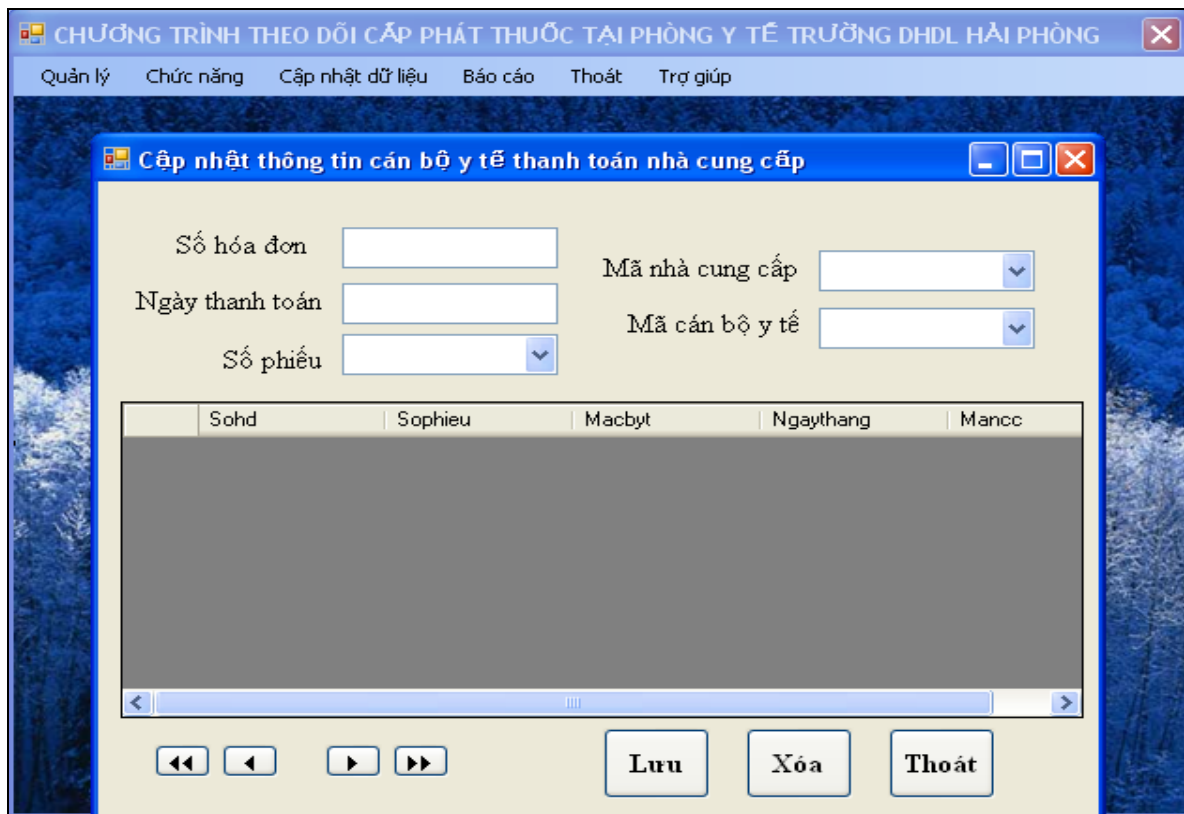 CHƯƠNG TRÌNH THEO DÕI CẤP PHÁT THUỐC TẠI PHÒNG Y TẾ TRƯỜNG DHDL HẢI PHÒNG
Quản lý Chức năng Cập nhật dữ liệu Báo cáo Thoát Trợ giúp
Cập nhật thông tin cán bộ y tế thanh toán nhà cung cấp
Số hóa đơn
Mã nhà cung cấp
Ngày thanh toán
Mã cán bộ y tế
Số phiếu
Sohd Sophieu Macbyt Ngaythang Mancc
Lưu Xóa Thoát